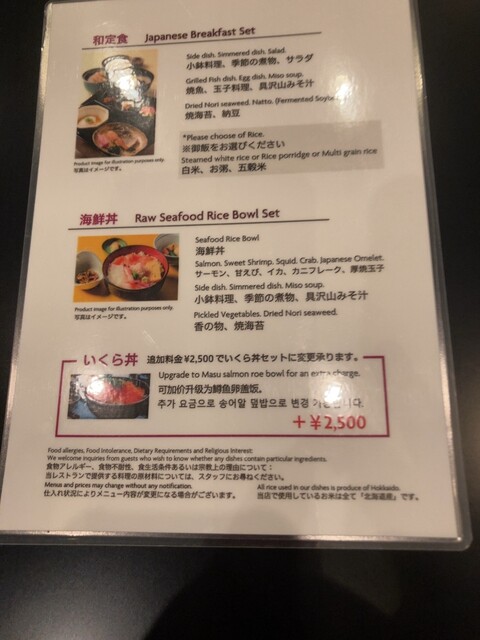 和定食 Japanese Breakfast Set
Side dish. Simmered dish. Salad.
小鉢料理、季節の煮物、サラダ
Grilled Fish dish. Egg dish. Miso soup.
焼魚、玉子料理、具沢山みそ汁
Dried Nori seaweed. Natto. (Fermented
焼海苔、納豆
Product image for illustration purposes only.
写真はイメージです。
*Please choose of Rice.
※御飯をお選びください
Steamed white rice or Rice porridge or Multi grain rice
白米、お粥、五穀米
海鮮丼 Raw Seafood Rice Bowl Set
Seafood Rice Bowl
海鮮丼
Salmon. Sweet Shrimp. Squid. Crab. Japanese Omelet.
サーモン、甘えび、イカ、カニフレーク、厚焼玉子
Side dish. Simmered dish. Miso soup.
小鉢料理、季節の煮物、具沢山みそ汁
Pickled Vegetables. Dried Nori seaweed.
香の物、焼海苔
Product image for illustration purposes only.
写真はイメージです。
いくら丼 追加料金¥2,500でいくら丼セットに変更承ります。
Upgrade to Masu salmon roe bowl for an extra charge.
可加价升级为鳟鱼卵盖饭。
추가 요금으로 송어알 덮밥으로 변경
+¥2,500
Food allergies, Food Intolerance, Dietary Requirements and Religious Interest:
We welcome inquiries from guests who wish to know whether any dishes contain particular ingredients.
食物アレルギー、食物不耐性、食生活条件あるいは宗教上の理由について：
当レストランで提供する料理の原材料については、スタッフにお尋ねください。
Menus and prices may change without any notification.
仕入れ状況によりメニュー内容が変更になる場合がございます。
All rice used in our dishes is produce of Hokkaido.
当店で使用しているお米は全て「北海道産」です。